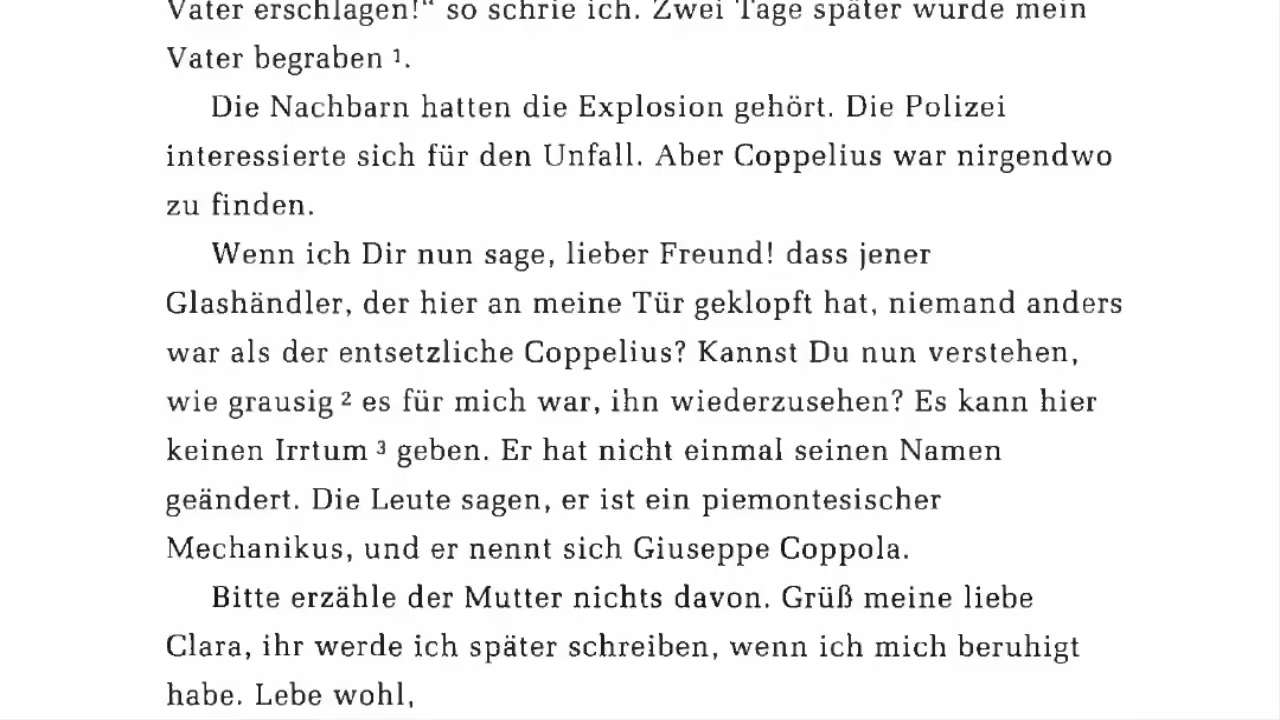 Vater erschlagen!“ so schrie ich. Zwei Tage später wurde mein
Vater begraben ¹.
Die Nachbarn hatten die Explosion gehört. Die Polizei
interessierte sich für den Unfall. Aber Coppelius war nirgendwo
zu finden.
Wenn ich Dir nun sage, lieber Freund! dass jener
Glashändler, der hier an meine Tür geklopft hat, niemand anders
war als der entsetzliche Coppelius? Kannst Du nun verstehen,
wie grausig ² es für mich war, ihn wiederzusehen? Es kann hier
keinen Irrtum ³ geben. Er hat nicht einmal seinen Namen
geändert. Die Leute sagen, er ist ein piemontesischer
Mechanikus, und er nennt sich Giuseppe Coppola.
Bitte erzähle der Mutter nichts davon. Grüß meine liebe
Clara, ihr werde ich später schreiben, wenn ich mich beruhigt
habe. Lebe wohl,